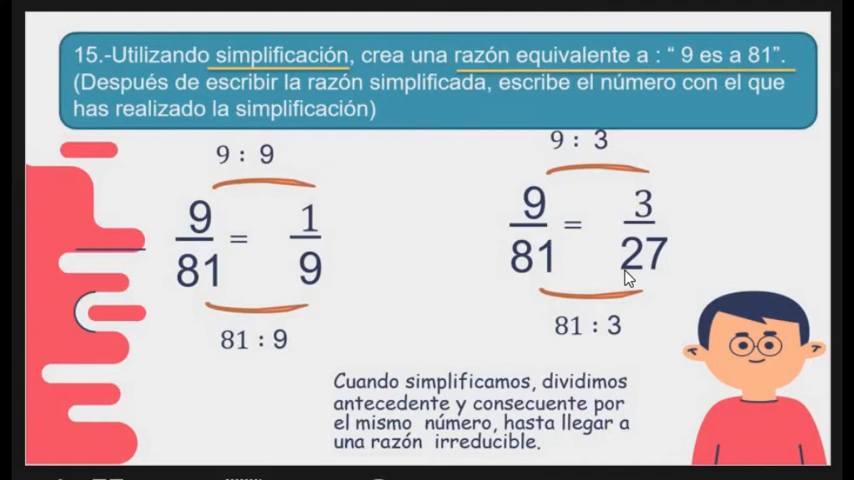 15.-Utilizando simplificación, crea una razón equivalente a : “ 9 es a 81”.
(Después de escribir la razón simplificada, escribe el número con el que
has realizado la simplificación)
9 : 9
9/81 = 1/9
81 : 9
9 : 3
9/81 = 3/27
81 : 3
Cuando simplificamos, dividimos
antecedente y consecuente por
el mismo número, hasta llegar a
una razón irreducible.